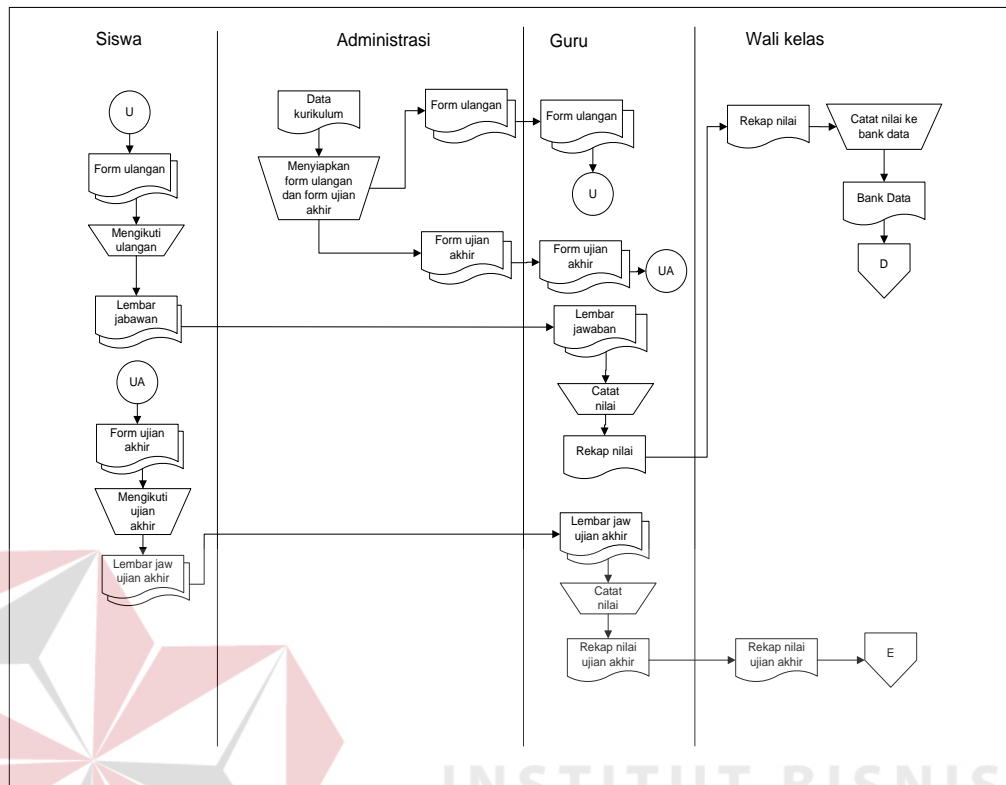 Siswa
Administrasi
Guru
Wali kelas
U
Form ulangan
Mengikuti
ulangan
Lembar
jabawan
UA
Form ujian
akhir
Mengikuti
ujian
akhir
Lembar jaw
ujian akhir
Data
kurikulum
Menyiapkan
form ulangan
dan form ujian
akhir
Form ulangan
Form ujian
akhir
Form ulangan
U
Form ujian
akhir
UA
Lembar
jawaban
Catat
nilai
Rekap nilai
Lembar jaw
ujian akhir
Catat
nilai
Rekap nilai
ujian akhir
Rekap nilai
Catat nilai ke
bank data
Bank Data
D
Rekap nilai
ujian akhir
E
INSTITUT BISNIS